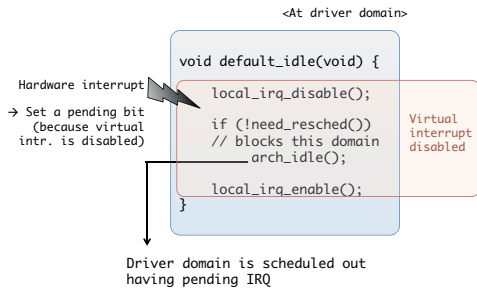 <At driver domain>
void default_idle(void) {
Hardware interrupt
→ Set a pending bit
(because virtual
intr. is disabled)
local_irq_disable();
if (!need_resched())
// blocks this domain
arch_idle();
local_irq_enable();
}
Virtual
interrupt
disabled
Driver domain is scheduled out
having pending IRQ